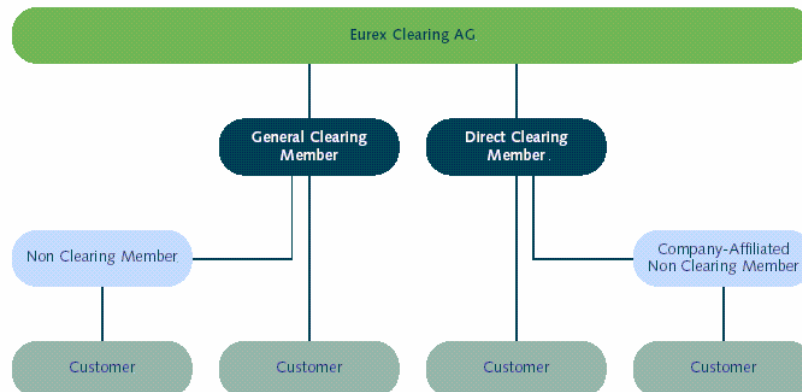 Eurex Clearing AG
General Clearing
Member
Direct Clearing
Member
Non Clearing Member
Company-Affiliated
Non Clearing Member
Customer
Customer
Customer
Customer